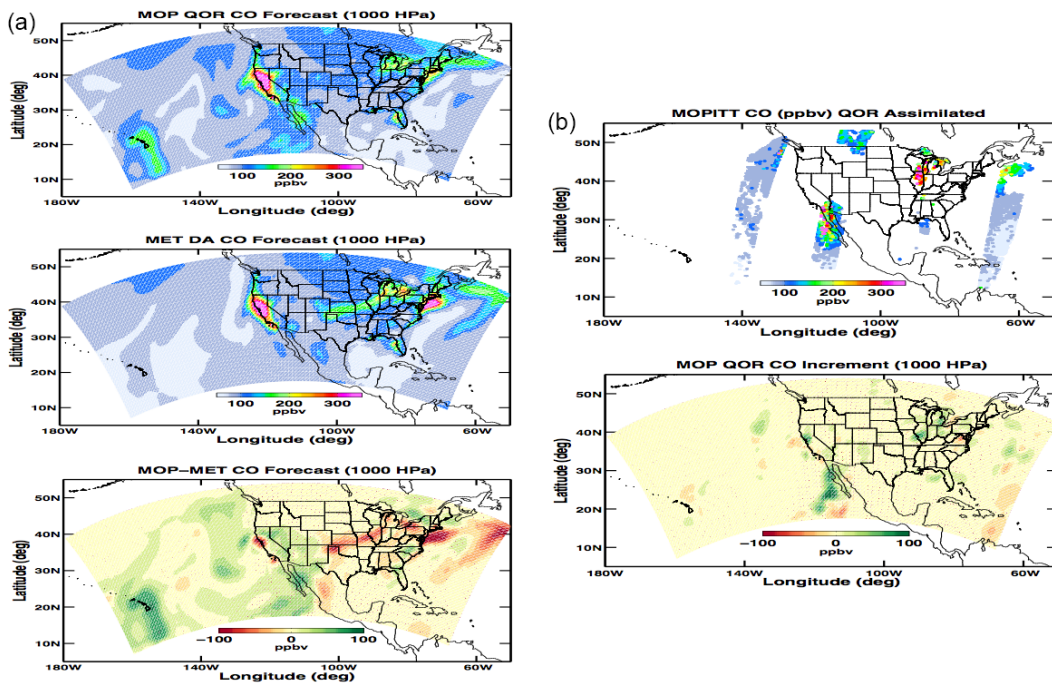 (a)
MOP QOR CO Forecast (1000 HPa)
50N
40N
30N
20N
10N
Latitude (deg)
100 200 300
ppbv
180W 140W 100W 60W
Longitude (deg)
MET DA CO Forecast (1000 HPa)
50N
40N
30N
20N
10N
Latitude (deg)
100 200 300
ppbv
180W 140W 100W 60W
Longitude (deg)
MOP−MET CO Forecast (1000 HPa)
50N
40N
30N
20N
10N
Latitude (deg)
−100 0 100
ppbv
180W 140W 100W 60W
Longitude (deg)
(b)
MOPITT CO (ppbv) QOR Assimilated
50N
40N
30N
20N
10N
Latitude (deg)
100 200 300
ppbv
180W 140W 100W 60W
Longitude (deg)
MOP QOR CO Increment (1000 HPa)
50N
40N
30N
20N
10N
Latitude (deg)
−100 0 100
ppbv
180W 140W 100W 60W
Longitude (deg)